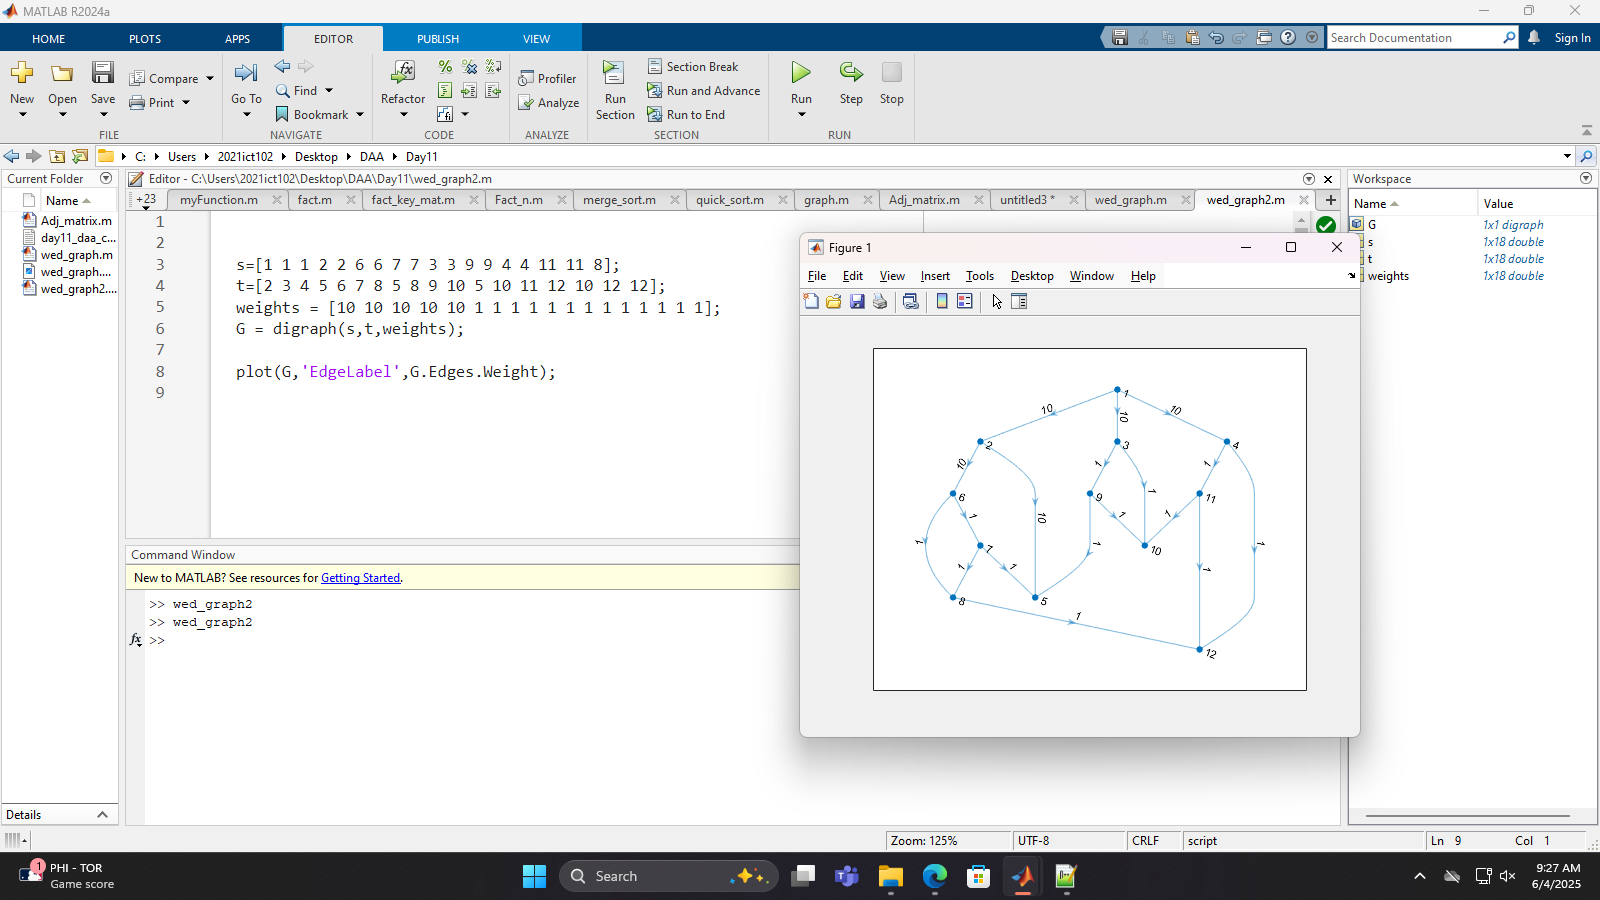 MATLAB R2024a
HOME PLOTS APPS EDITOR PUBLISH VIEW
Search Documentation
Sign In
New
Open
Save
Compare
Print
FILE
Go To
Find
Bookmark
NAVIGATE
Refactor
CODE
Profiler
Analyze
ANALYZE
Run Section
Section Break
Run and Advance
Run to End
SECTION
Run
Step
Stop
RUN
C: Users 2021ict102 Desktop DAA Day11
Current Folder
Name
Adj_matrix.m
day11_daa_c...
wed_graph.m
wed_graph....
wed_graph2....
Details
Editor - C:\Users\2021ict102\Desktop\DAA\Day11\wed_graph2.m
+23 myFunction.m fact.m fact_key_mat.m Fact_n.m merge_sort.m quick_sort.m graph.m Adj_matrix.m untitled3 * wed_graph.m wed_graph2.m
1
2
3 s=[1 1 1 2 2 6 6 7 7 3 3 9 9 4 4 11 11 8];
4 t=[2 3 4 5 6 7 8 5 8 9 10 5 10 11 12 10 12 12];
5 weights = [10 10 10 10 10 1 1 1 1 1 1 1 1 1 1 1 1 1];
6 G = digraph(s,t,weights);
7
8 plot(G,'EdgeLabel',G.Edges.Weight);
9
Command Window
New to MATLAB? See resources for Getting Started.
>> wed_graph2
>> wed_graph2
fx >>
Figure 1
File Edit View Insert Tools Desktop Window Help
1
10 10 10
2 3 4
10 1 1
6 9 11
1 10 1 1 1
1 7 1 10 1
1 1 1
8 5
1
12
Workspace
Name Value
G 1x1 digraph
s 1x18 double
t 1x18 double
weights 1x18 double
Zoom: 125% UTF-8 CRLF script Ln 9 Col 1
1
PHI - TOR
Game score
Search
9:27 AM
6/4/2025